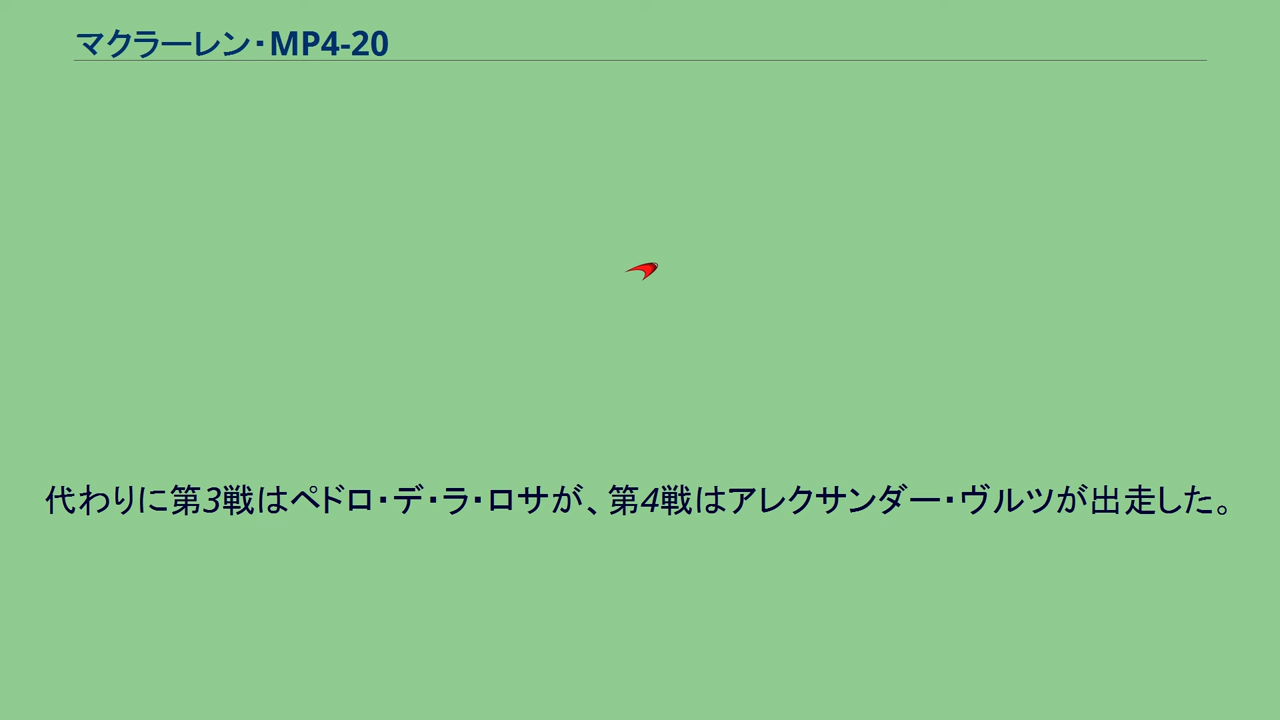 マクラーレン・MP4-20
代わりに第3戦はペドロ・デ・ラ・ロサが、第4戦はアレクサンダー・ヴルツが出走した。